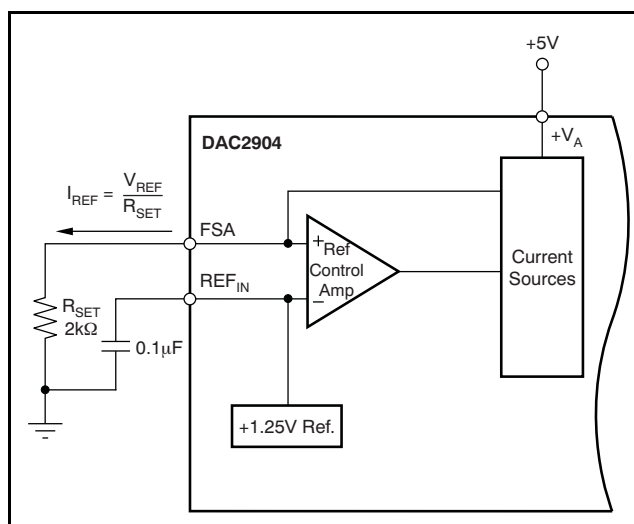 +5V
DAC2904
+V_A
I_REF = V_REF / R_SET
FSA
+
Ref
Control
Amp
–
Current
Sources
REF_IN
R_SET
2kΩ
0.1µF
+1.25V Ref.